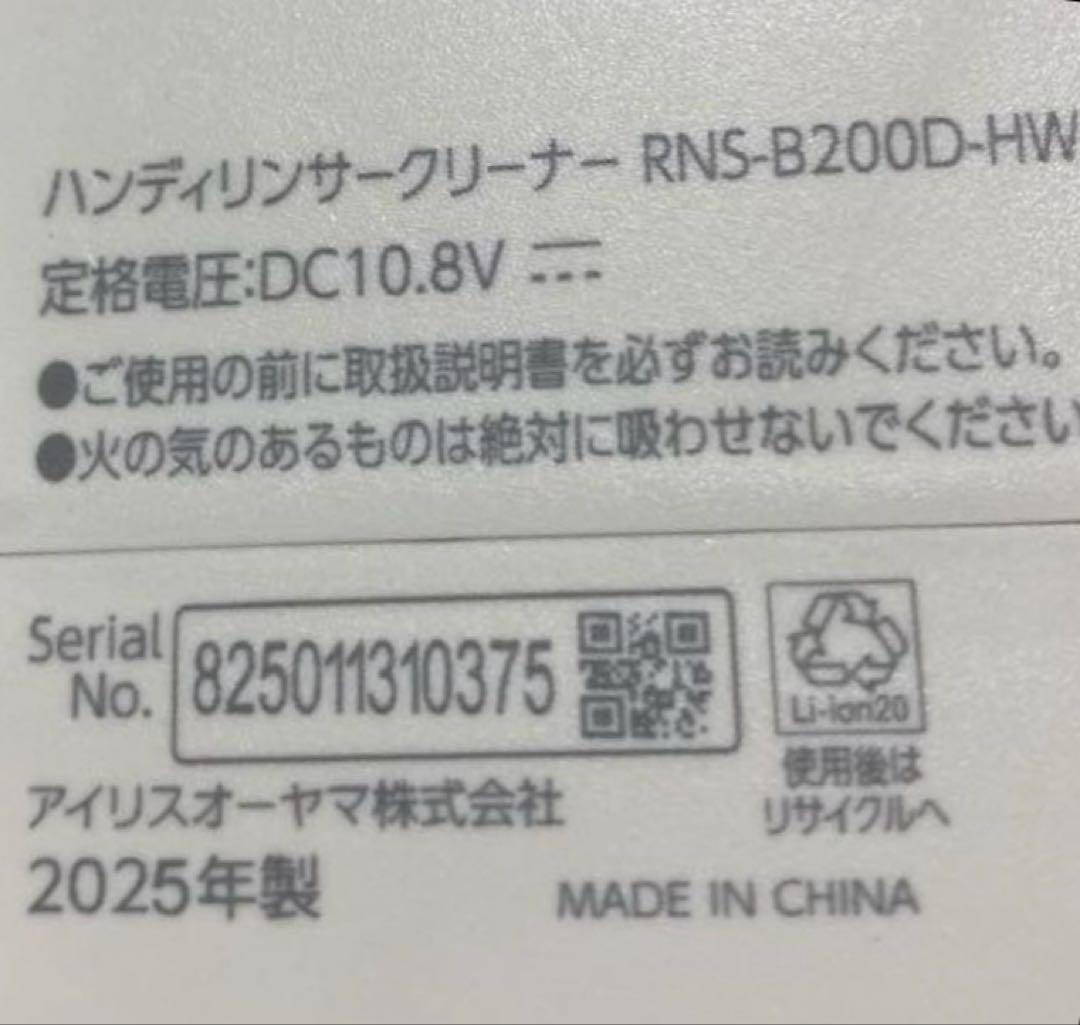 ハンディリンサークリーナー RNS-B200D-HW
定格電圧:DC10.8V ⎓
●ご使用の前に取扱説明書を必ずお読みください。
●火の気のあるものは絶対に吸わせないでください
Serial No. 825011310375
Li-ion20
使用後は
リサイクルへ
アイリスオーヤマ株式会社
2025年製
MADE IN CHINA